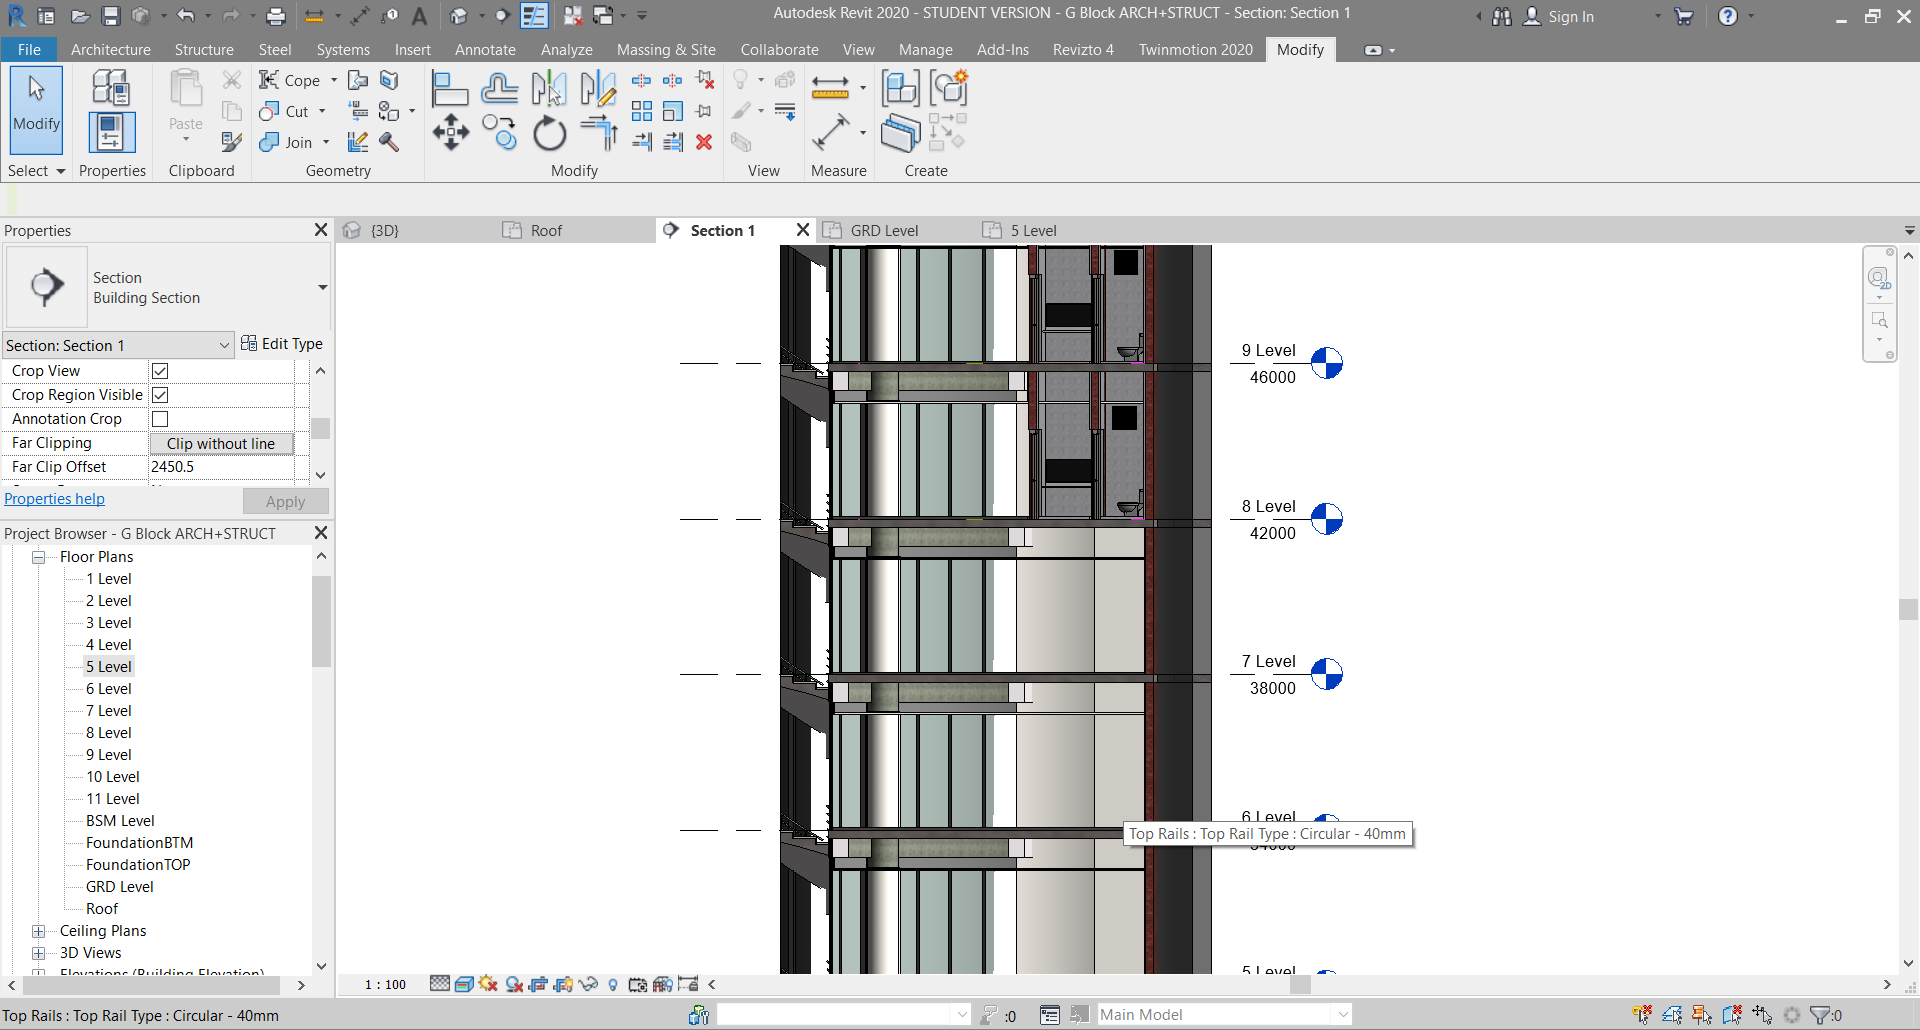 Autodesk Revit 2020 - STUDENT VERSION - G Block ARCH+STRUCT - Section: Section 1
Sign In
File Architecture Structure Steel Systems Insert Annotate Analyze Massing & Site Collaborate View Manage Add-Ins Revizto 4 Twinmotion 2020 Modify
Modify
Paste
Cope
Cut
Join
Select Properties Clipboard Geometry Modify View Measure Create
Properties
{3D} Roof Section 1 GRD Level 5 Level
Section
Building Section
Section: Section 1
Edit Type
Crop View
Crop Region Visible
Annotation Crop
Far Clipping Clip without line
Far Clip Offset 2450.5
Properties help
Apply
Project Browser - G Block ARCH+STRUCT
Floor Plans
1 Level
2 Level
3 Level
4 Level
5 Level
6 Level
7 Level
8 Level
9 Level
10 Level
11 Level
BSM Level
FoundationBTM
FoundationTOP
GRD Level
Roof
Ceiling Plans
3D Views
Elevations (Building Elevation)
2D
9 Level
46000
8 Level
42000
7 Level
38000
6 Level
Top Rails : Top Rail Type : Circular - 40mm
5 Level
1 : 100
Top Rails : Top Rail Type : Circular - 40mm
:0
Main Model
:0